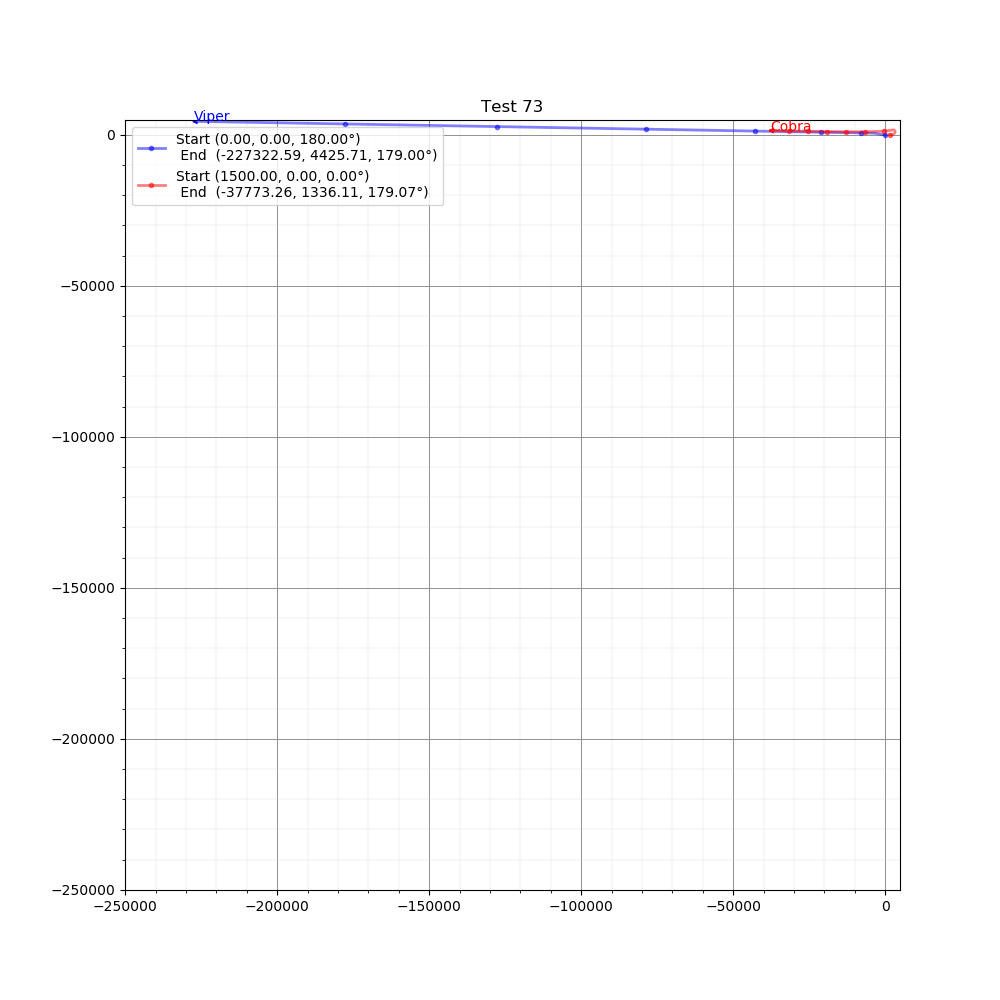 Test 73
Viper
Cobra
Start (0.00, 0.00, 180.00°)
End  (-227322.59, 4425.71, 179.00°)
Start (1500.00, 0.00, 0.00°)
End  (-37773.26, 1336.11, 179.07°)
0
−50000
−100000
−150000
−200000
−250000
−250000 −200000 −150000 −100000 −50000 0